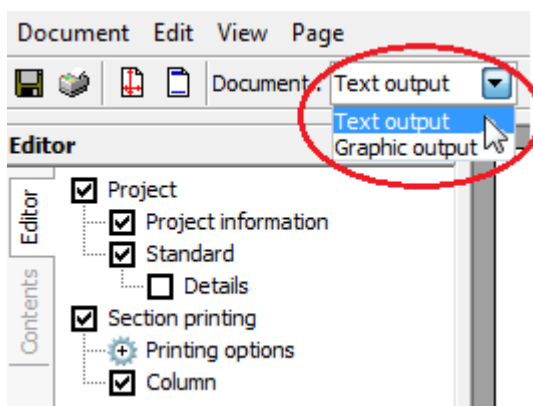 Document Edit View Page
Document : Text output
Text output
Graphic output
Editor
Editor
Contents
Project
Project information
Standard
Details
Section printing
Printing options
Column